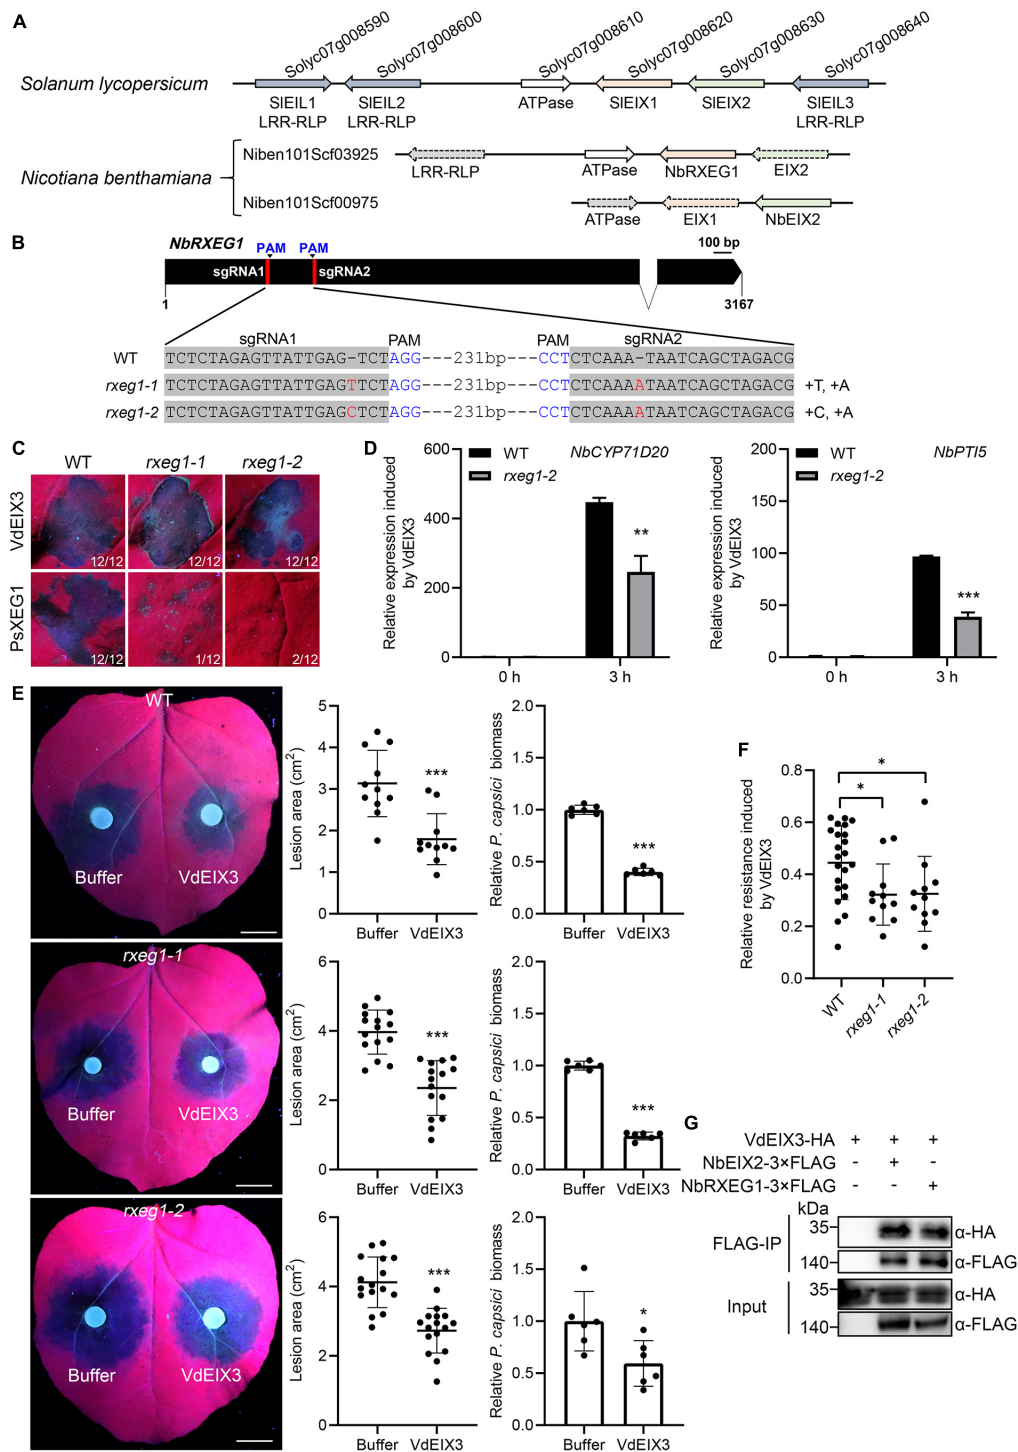 A
Solyc07g008590 Solyc07g008600 Solyc07g008610 Solyc07g008620 Solyc07g008630 Solyc07g008640
Solanum lycopersicum
SlEIL1 SlEIL2 ATPase SlEIX1 SlEIX2 SlEIL3
LRR-RLP LRR-RLP LRR-RLP
Niben101Scf03925
LRR-RLP ATPase NbRXEG1 EIX2
Nicotiana benthamiana
Niben101Scf00975
ATPase EIX1 NbEIX2
B
NbRXEG1 PAM PAM 100 bp
sgRNA1 sgRNA2
1 3167
sgRNA1 PAM PAM sgRNA2
WT TCTCTAGAGTTATTGAG-TCTAGG---231bp---CCTCTCAAA-TAATCAGCTAGACG
rxeg1-1 TCTCTAGAGTTATTGAGTTCTAGG---231bp---CCTCTCAAAATAATCAGCTAGACG +T, +A
rxeg1-2 TCTCTAGAGTTATTGAGCTCTAGG---231bp---CCTCTCAAAATAATCAGCTAGACG +C, +A
C
WT rxeg1-1 rxeg1-2
VdEIX3
12/12 12/12 12/12
PsXEG1
12/12 1/12 2/12
D
Relative expression induced
by VdEIX3
600
400
200
0
WT NbCYP71D20
rxeg1-2
**
0 h 3 h
Relative expression induced
by VdEIX3
200
150
100
50
0
WT NbPTI5
rxeg1-2
***
0 h 3 h
E
WT
Buffer VdEIX3
Lesion area (cm2)
5
4
3
2
1
0
***
Buffer VdEIX3
Relative P. capsici biomass
2.0
1.5
1.0
0.5
0.0
***
Buffer VdEIX3
rxeg1-1
Buffer VdEIX3
Lesion area (cm2)
6
4
2
0
***
Buffer VdEIX3
Relative P. capsici biomass
2.0
1.5
1.0
0.5
0.0
***
Buffer VdEIX3
rxeg1-2
Buffer VdEIX3
Lesion area (cm2)
6
4
2
0
***
Buffer VdEIX3
Relative P. capsici biomass
2.0
1.5
1.0
0.5
0.0
*
Buffer VdEIX3
F
Relative resistance induced
by VdEIX3
0.8
0.6
0.4
0.2
0.0
*
*
WT rxeg1-1 rxeg1-2
G
VdEIX3-HA + + +
NbEIX2-3×FLAG - + -
NbRXEG1-3×FLAG - - +
kDa
FLAG-IP
35 α-HA
140 α-FLAG
Input
35 α-HA
140 α-FLAG